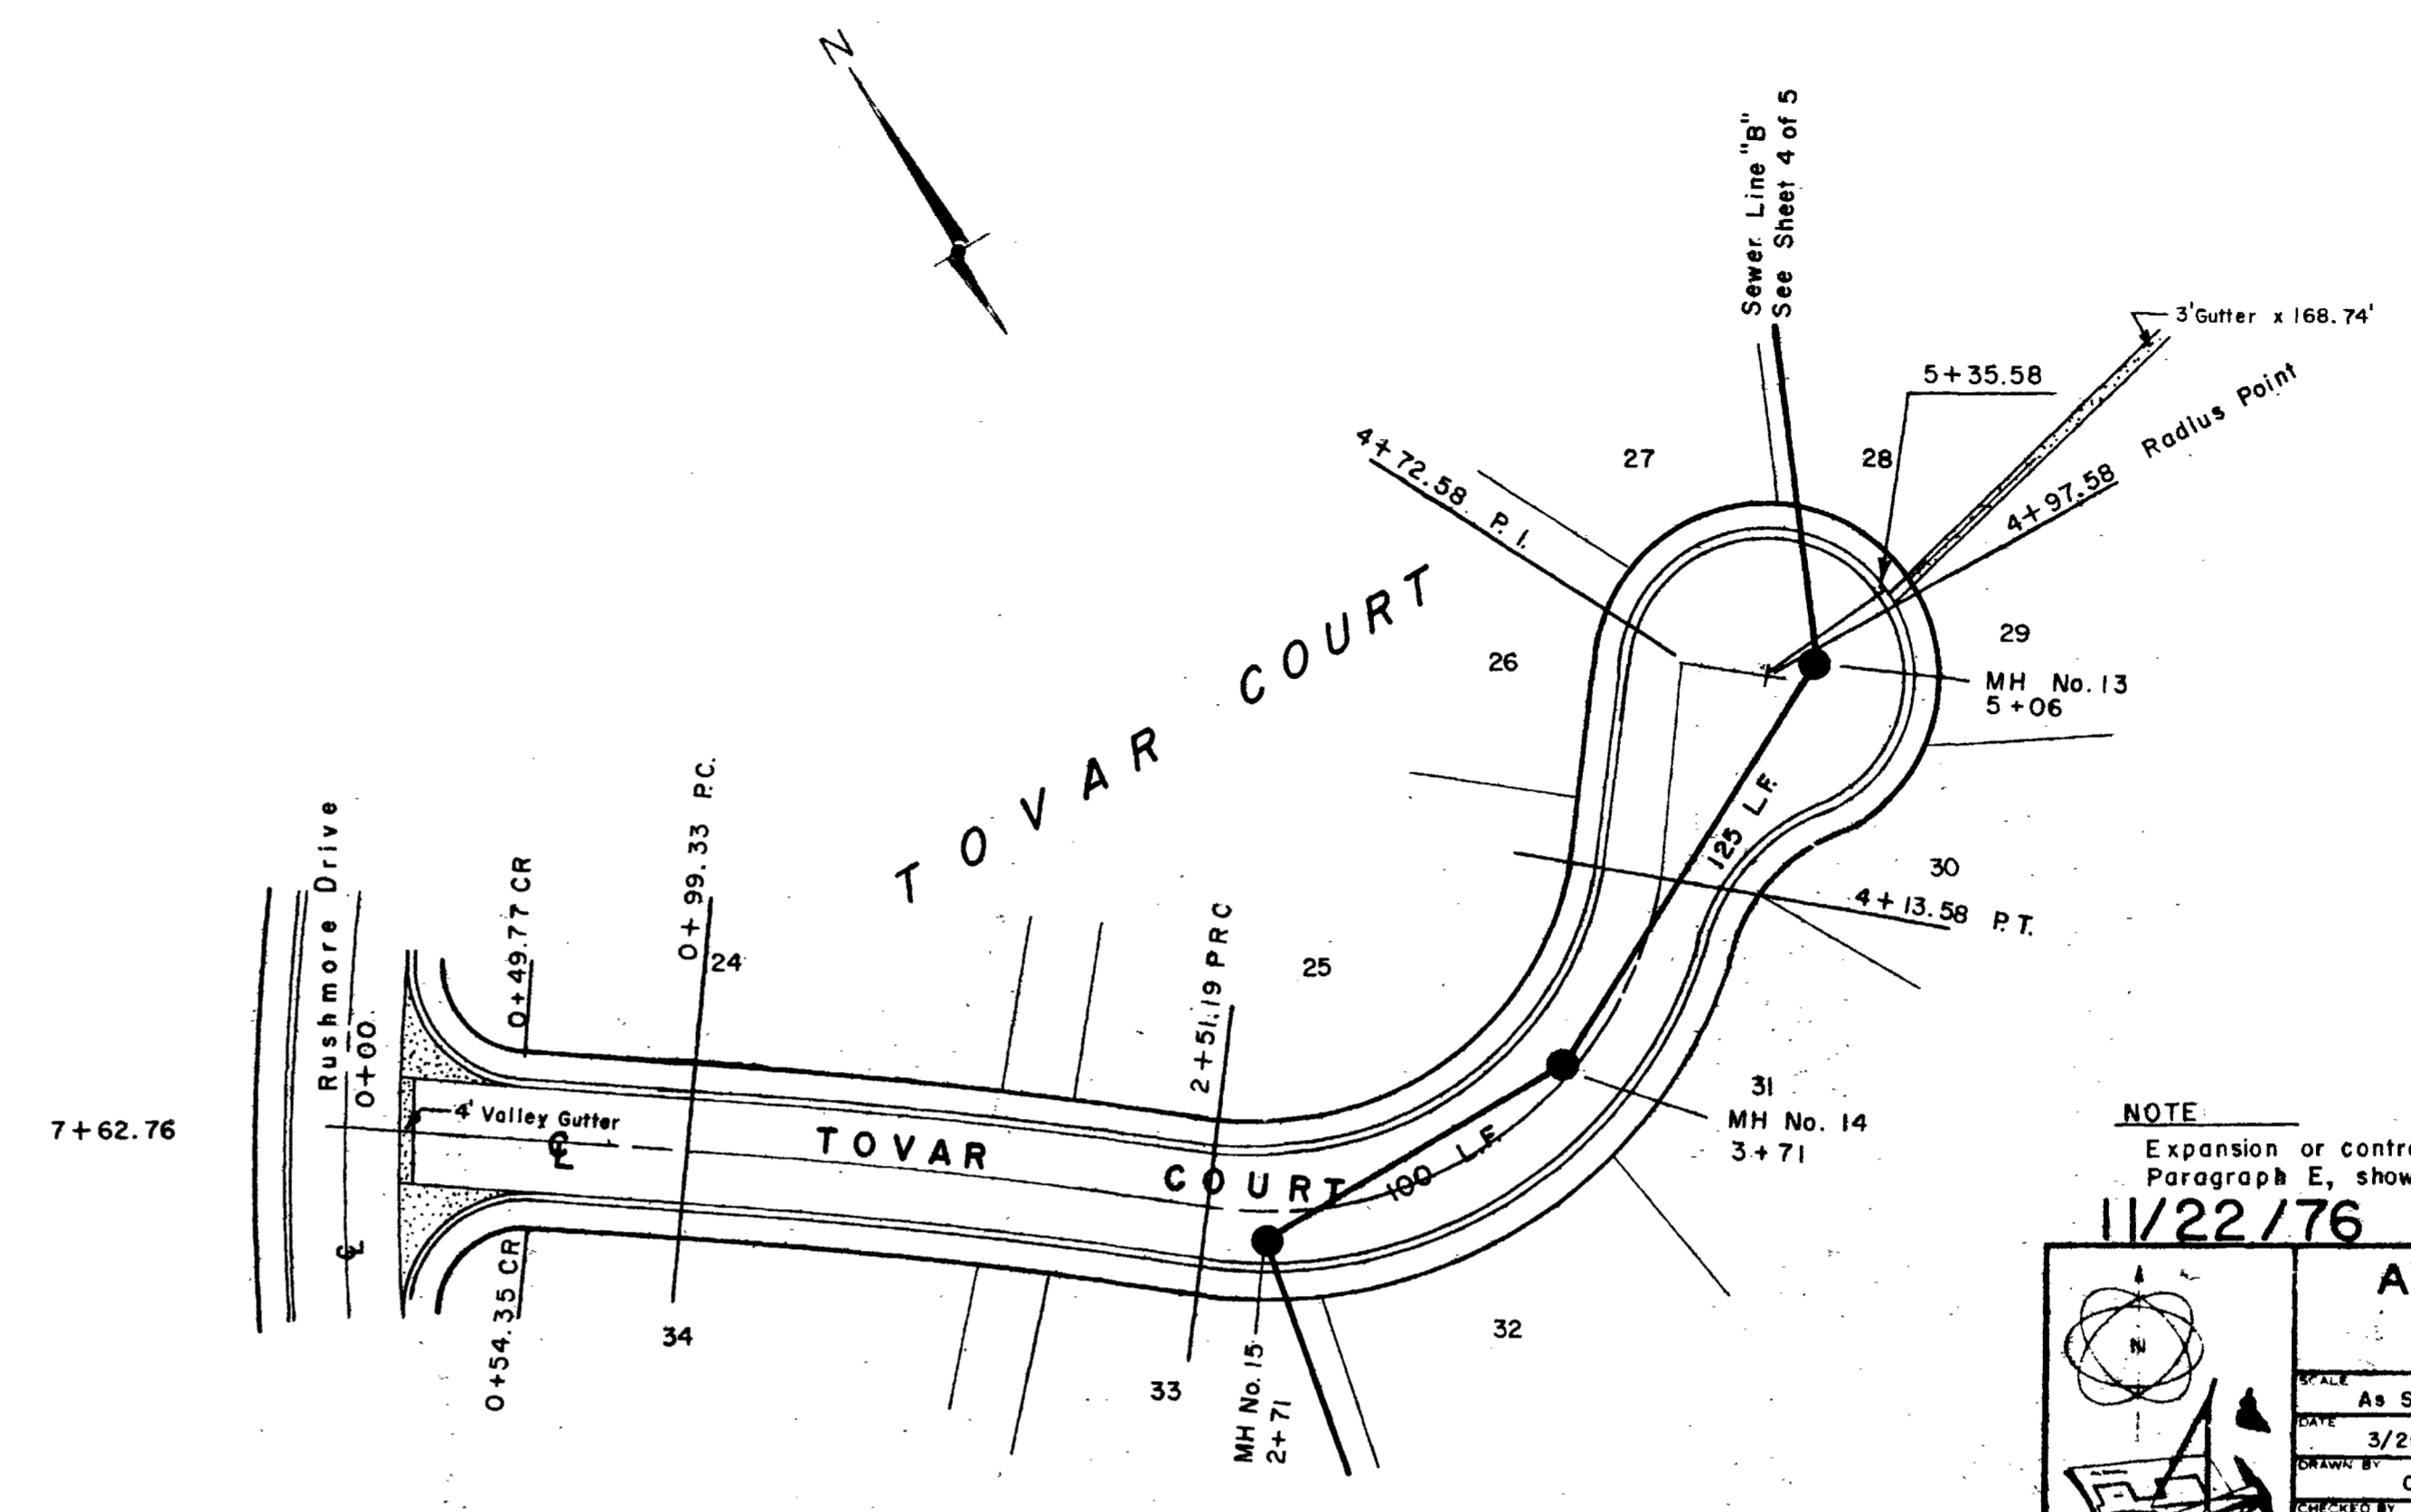 N
Sewer Line "B"
See Sheet 4 of 5
3' Gutter x 168.74'
5+35.58
Radius Point
4+97.58
27
28
4+72.58 P.I.
TOVAR COURT
26
29
MH No. 13
5+06
125 L.F.
30
4+13.58 P.T.
Rushmore Drive
0+00
0+49.77 CR
0+99.33 P.C.
24
2+51.19 PRC
25
31
MH No. 14
3+71
7+62.76
4' Valley Gutter
℄
TOVAR
COURT
100 L.F.
℄
0+54.35 CR
34
33
MH No. 15
2+71
32
NOTE
Expansion or contr
Paragraph E, show
11/22/76
A
N
SCALE
As S
DATE
3/2
DRAWN BY
CHECKED BY